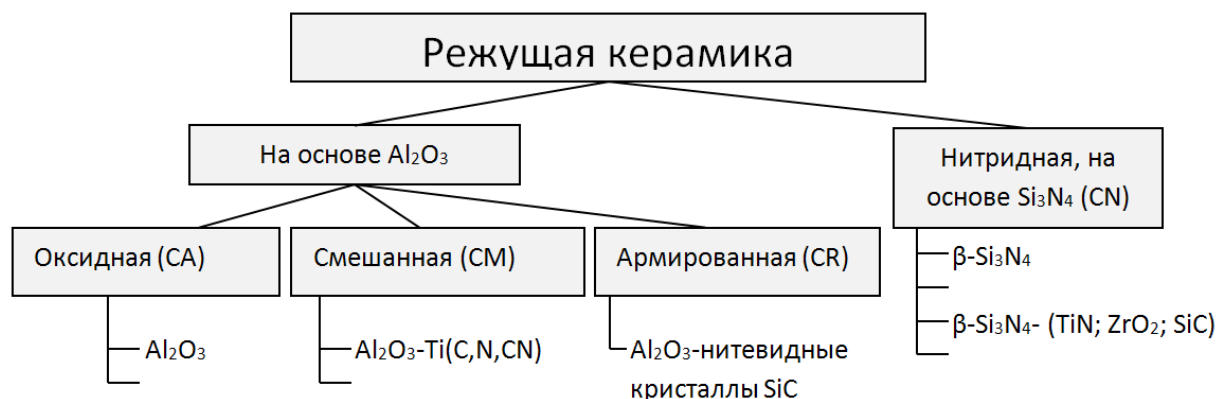 Режущая керамика
На основе Al₂O₃
Нитридная, на
основе Si₃N₄ (CN)
Оксидная (CA)
Смешанная (CM)
Армированная (CR)
Al₂O₃
Al₂O₃-Ti(C,N,CN)
Al₂O₃-нитевидные
кристаллы SiC
β-Si₃N₄
β-Si₃N₄- (TiN; ZrO₂; SiC)